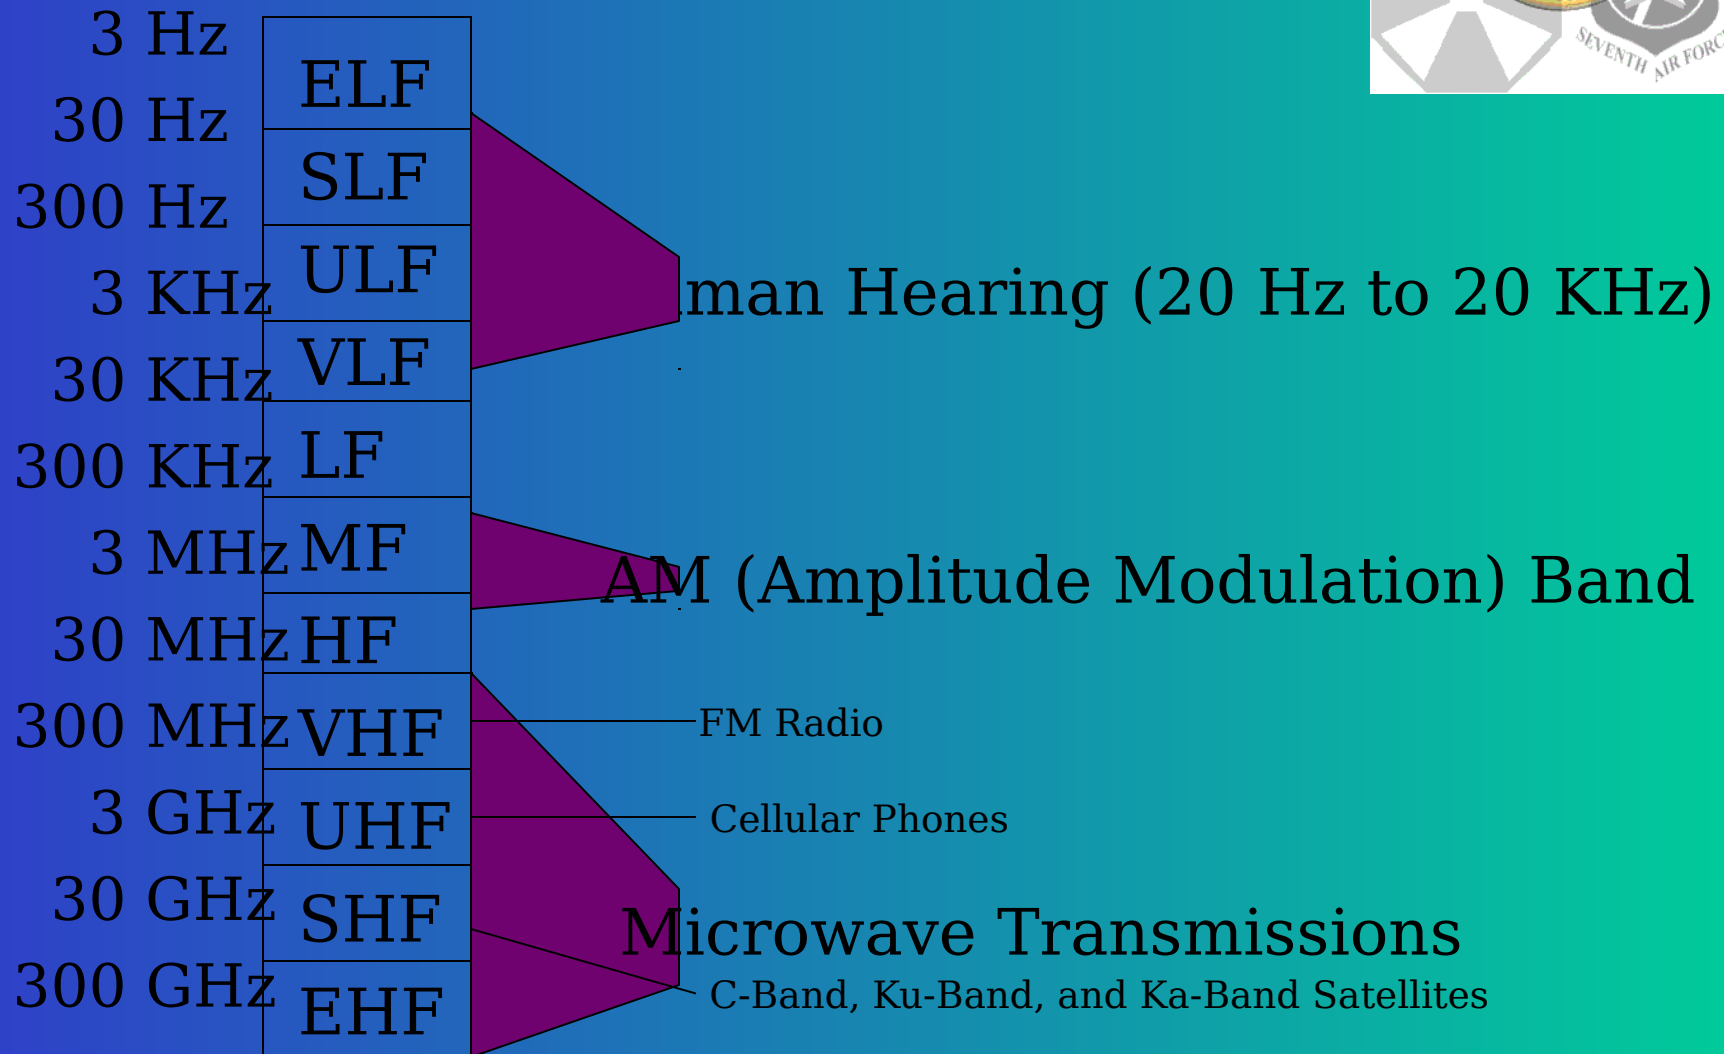 3 Hz
30 Hz
300 Hz
3 KHz
30 KHz
300 KHz
3 MHz
30 MHz
300 MHz
3 GHz
30 GHz
300 GHz
ELF
SLF
ULF
VLF
LF
MF
HF
VHF
UHF
SHF
EHF
man Hearing (20 Hz to 20 KHz)
AM (Amplitude Modulation) Band
FM Radio
Cellular Phones
Microwave Transmissions
C-Band, Ku-Band, and Ka-Band Satellites
SEVENTH AIR FORC